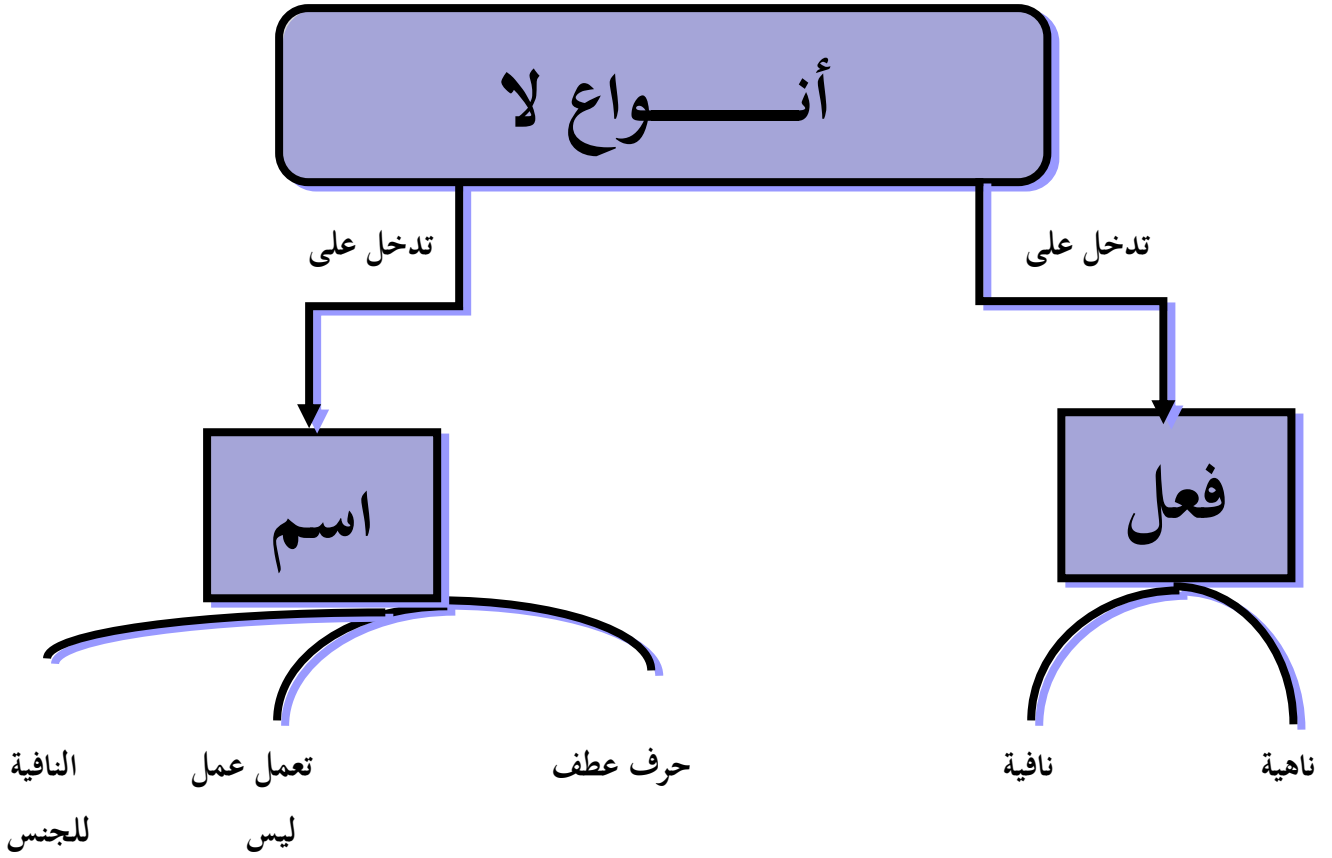 أنـــــواع لا
تدخل على
تدخل على
فعل
اسم
ناهية
نافية
حرف عطف
تعمل عمل
ليس
النافية
للجنس